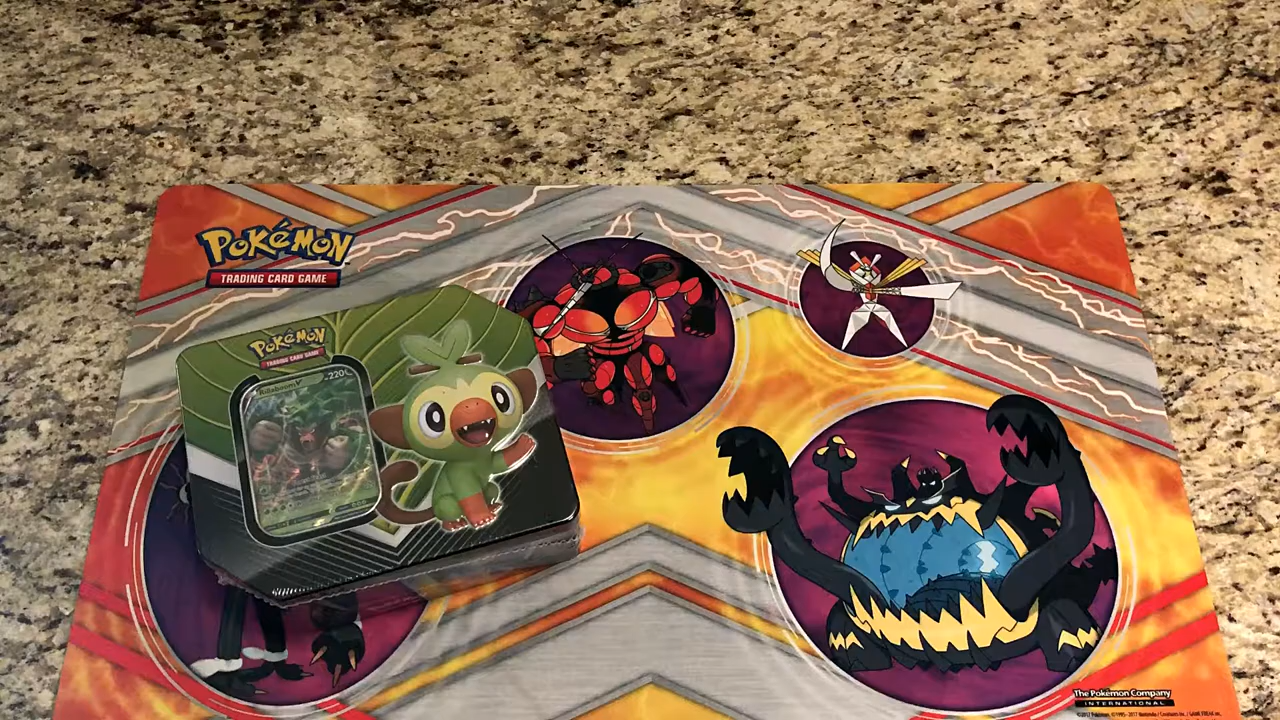 POKéMON
TRADING CARD GAME
POKéMON
TRADING CARD GAME
Rillaboom V
220
The Pokémon Company
INTERNATIONAL